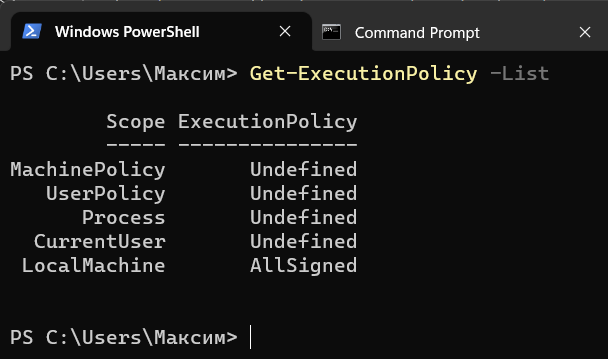 Windows PowerShell
Command Prompt
PS C:\Users\Максим> Get-ExecutionPolicy -List
Scope ExecutionPolicy
----- ---------------
MachinePolicy Undefined
UserPolicy Undefined
Process Undefined
CurrentUser Undefined
LocalMachine AllSigned
PS C:\Users\Максим>